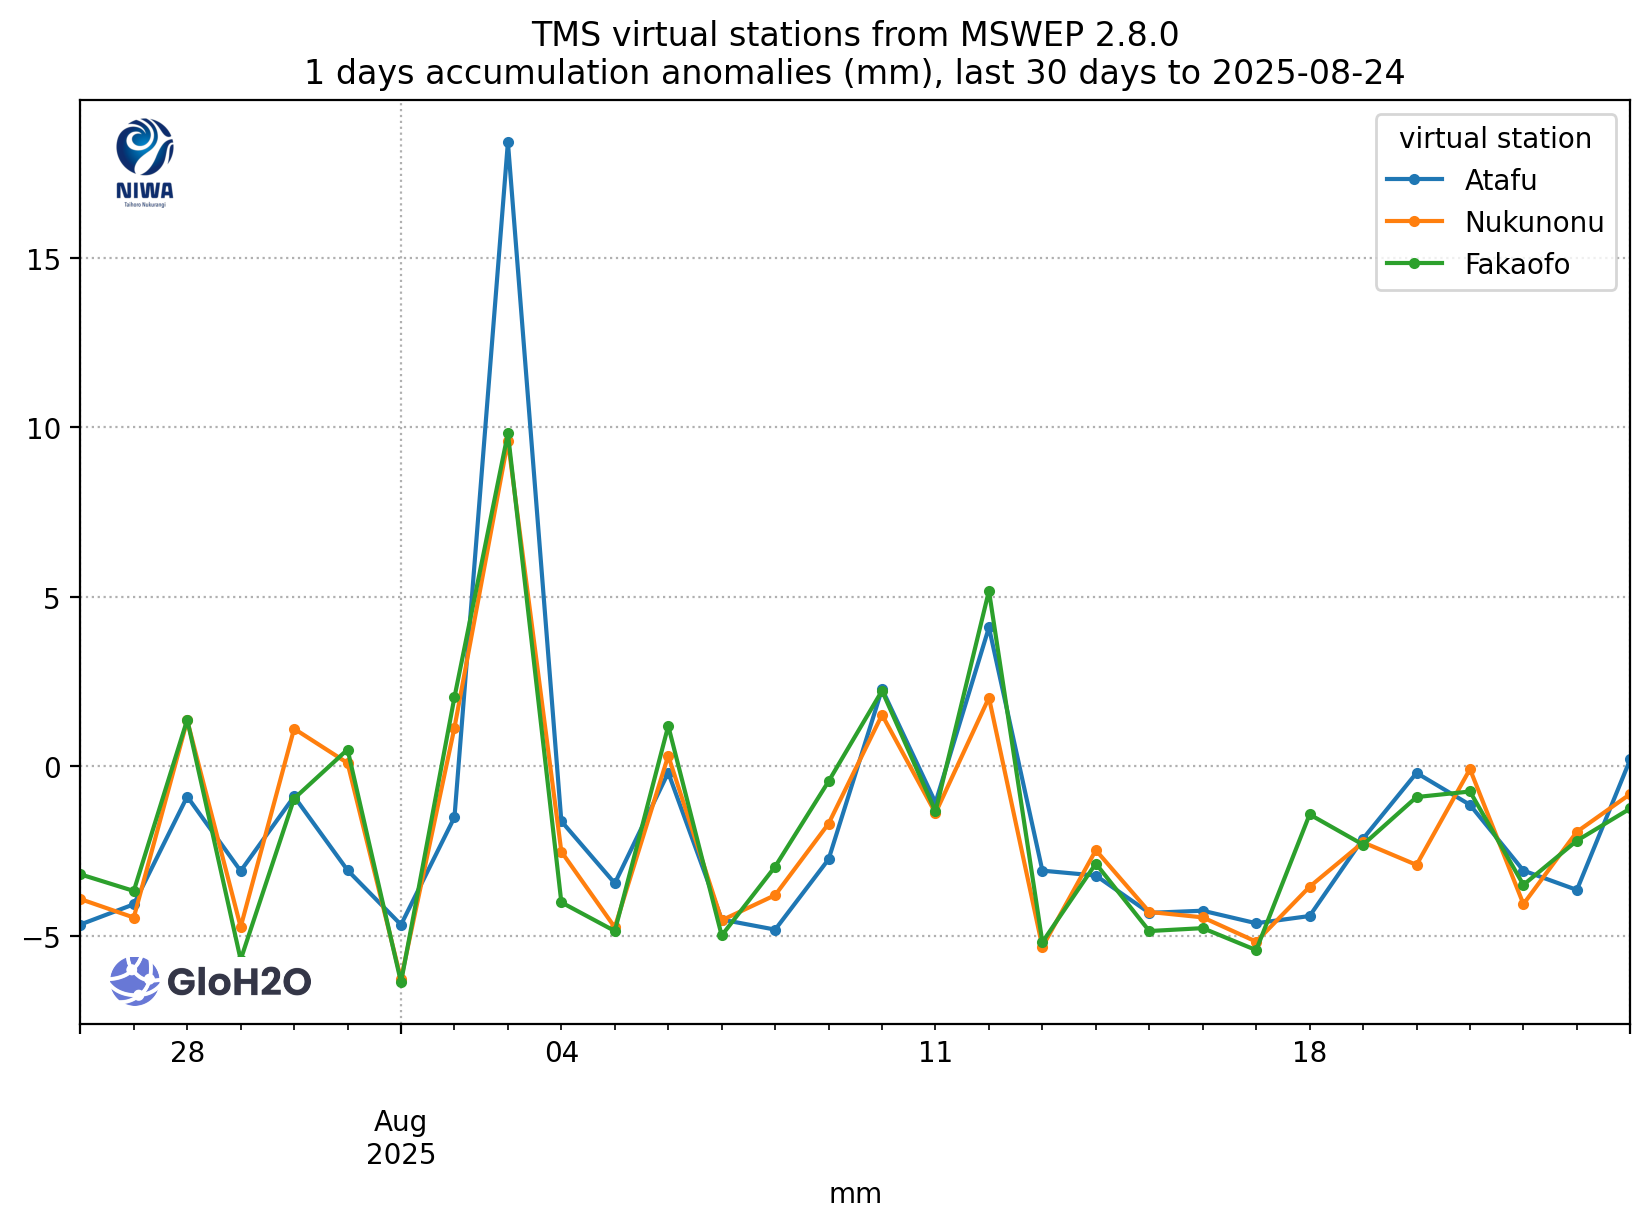 TMS virtual stations from MSWEP 2.8.0
1 days accumulation anomalies (mm), last 30 days to 2025-08-24
NIWA
Taihoro Nukurangi
virtual station
Atafu
Nukunonu
Fakaofo
15
10
5
0
−5
GloH2O
28
04
11
18
Aug
2025
mm